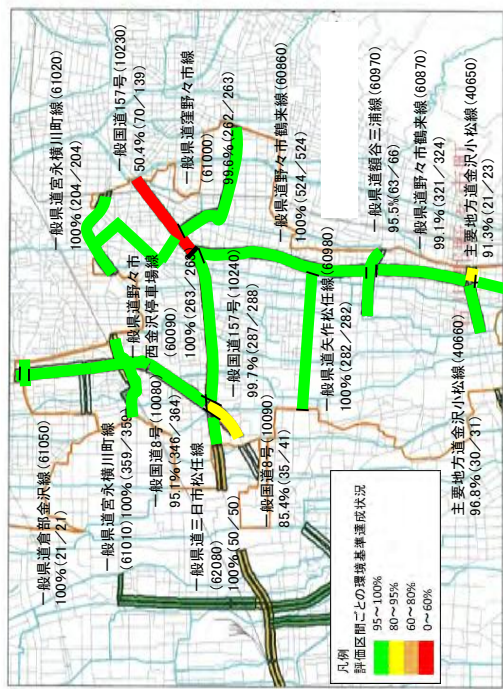 一般県道倉部金沢線(61050)
100%(21/21)
一般県道宮永横川町線
(61010)100%(359/359)
一般国道8号(10080)
95.1%(346/364)
一般県道三日市松任線
(62080)
100%(50/50)
一般国道8号(10090)
85.4%(35/41)
一般県道宮永横川町線(61020)
100%(204/204)
一般国道157号(10230)
50.4%(70/139)
一般県道窪野々市線
(61000)
99.6%(262/263)
一般県道野々市
西金沢停車場線
(60090)
100%(263/263)
一般国道157号(10240)
99.7%(287/288)
一般県道野々市鶴来線(60860)
100%(524/524)
一般県道矢作松任線(60980)
100%(282/282)
一般県道額谷三浦線(60970)
95.5%(63/66)
一般県道野々市鶴来線(60870)
99.1%(321/324)
主要地方道金沢小松線(40650)
91.3%(21/23)
主要地方道金沢小松線(40660)
96.8%(30/31)
凡例
評価区間ごとの環境基準達成状況
95~100%
80~95%
60~80%
0~60%